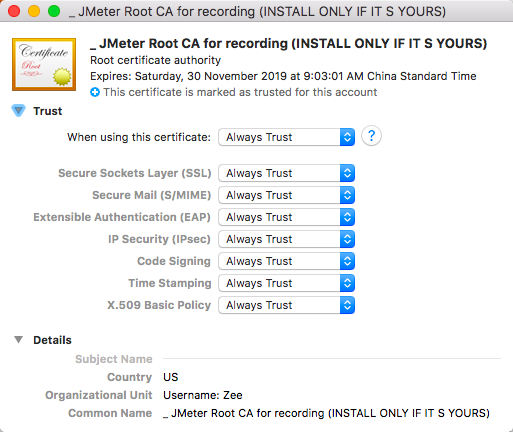 _ JMeter Root CA for recording (INSTALL ONLY IF IT S YOURS)
Certificate
Root
_ JMeter Root CA for recording (INSTALL ONLY IF IT S YOURS)
Root certificate authority
Expires: Saturday, 30 November 2019 at 9:03:01 AM China Standard Time
This certificate is marked as trusted for this account
Trust
When using this certificate: Always Trust ?
Secure Sockets Layer (SSL) Always Trust
Secure Mail (S/MIME) Always Trust
Extensible Authentication (EAP) Always Trust
IP Security (IPsec) Always Trust
Code Signing Always Trust
Time Stamping Always Trust
X.509 Basic Policy Always Trust
Details
Subject Name
Country US
Organizational Unit Username: Zee
Common Name _ JMeter Root CA for recording (INSTALL ONLY IF IT S YOURS)